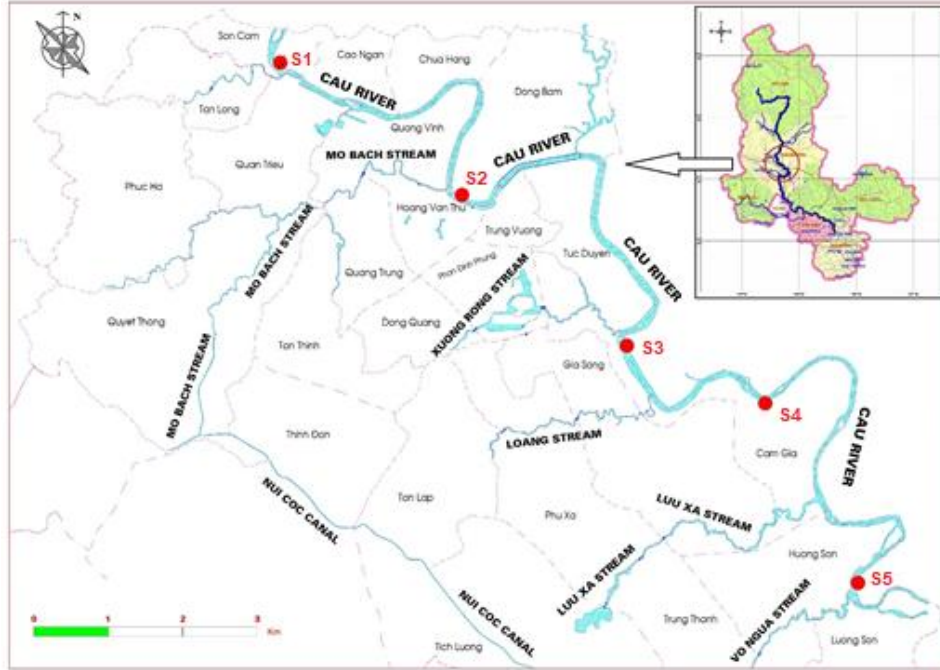 N
Son Cam
S1
Cao Ngan
Chua Hang
CAU RIVER
Dong Bam
Tan Long
Quang Vinh
Quan Trieu
MO BACH STREAM
CAU RIVER
Phuc Ha
S2
Hoang Van Thu
Trung Vuong
MO BACH STREAM
Tuc Duyen
CAU RIVER
Phan Dinh Phung
Quang Trung
XUONG RONG STREAM
Quyet Thang
Dong Quang
Tan Thinh
S3
Gia Sang
MO BACH STREAM
S4
CAU RIVER
LOANG STREAM
Thinh Dan
Cam Gia
NUI COC CANAL
Tan Lap
LUU XA STREAM
Phu Xa
Huong Son
LUU XA STREAM
S5
VO NGUA STREAM
NUI COC CANAL
Trung Thanh
Luong Son
Tich Luong
0 1 2 3
Km